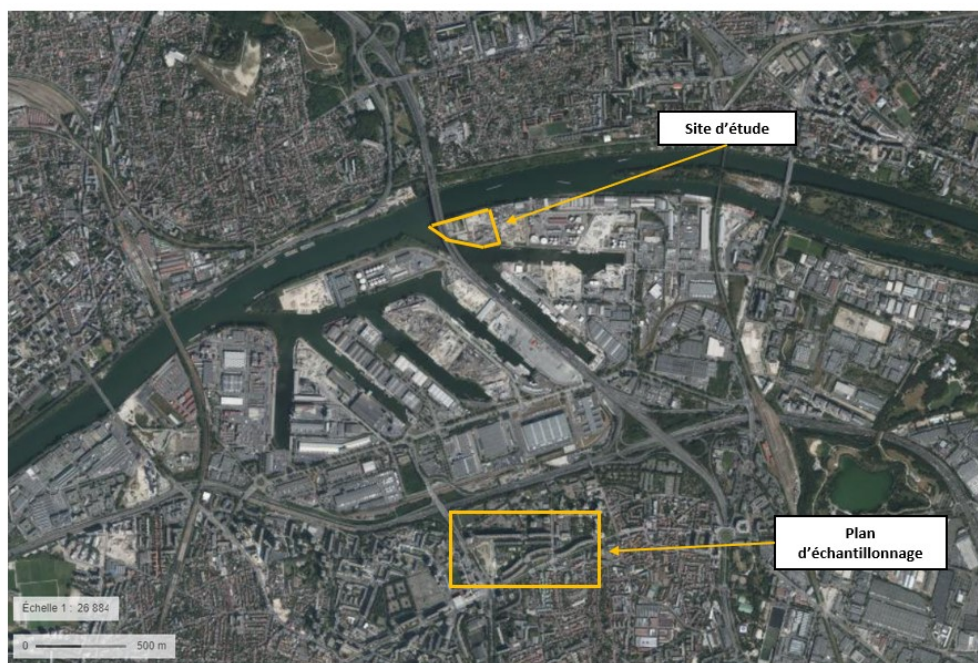 Site d'étude
Plan
d'échantillonnage
Échelle 1 : 26 884
0 500 m